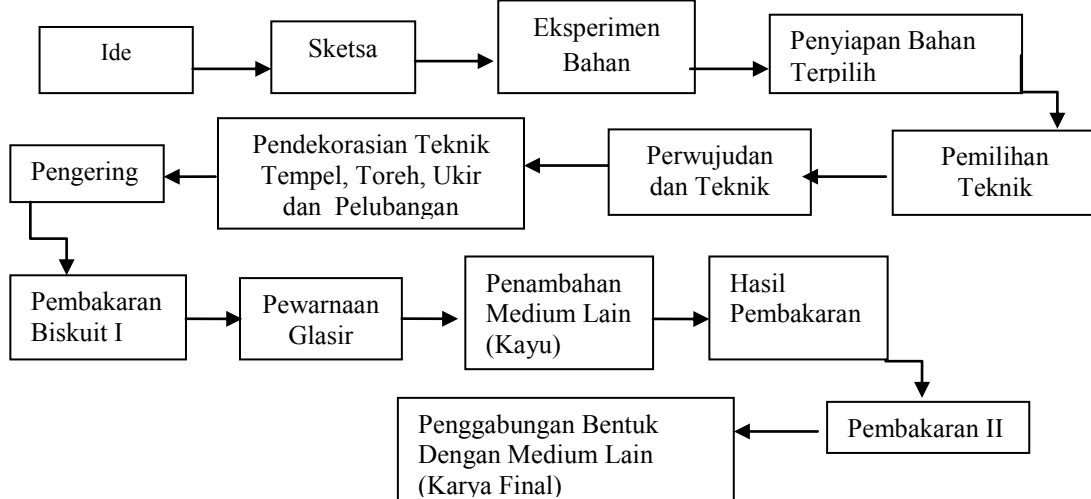 Ide
Sketsa
Eksperimen
Bahan
Penyiapan Bahan
Terpilih
Pemilihan
Teknik
Perwujudan
dan Teknik
Pendekorasian Teknik
Tempel, Toreh, Ukir
dan Pelubangan
Pengering
Pembakaran
Biskuit I
Pewarnaan
Glasir
Penambahan
Medium Lain
(Kayu)
Hasil
Pembakaran
Pembakaran II
Penggabungan Bentuk
Dengan Medium Lain
(Karya Final)